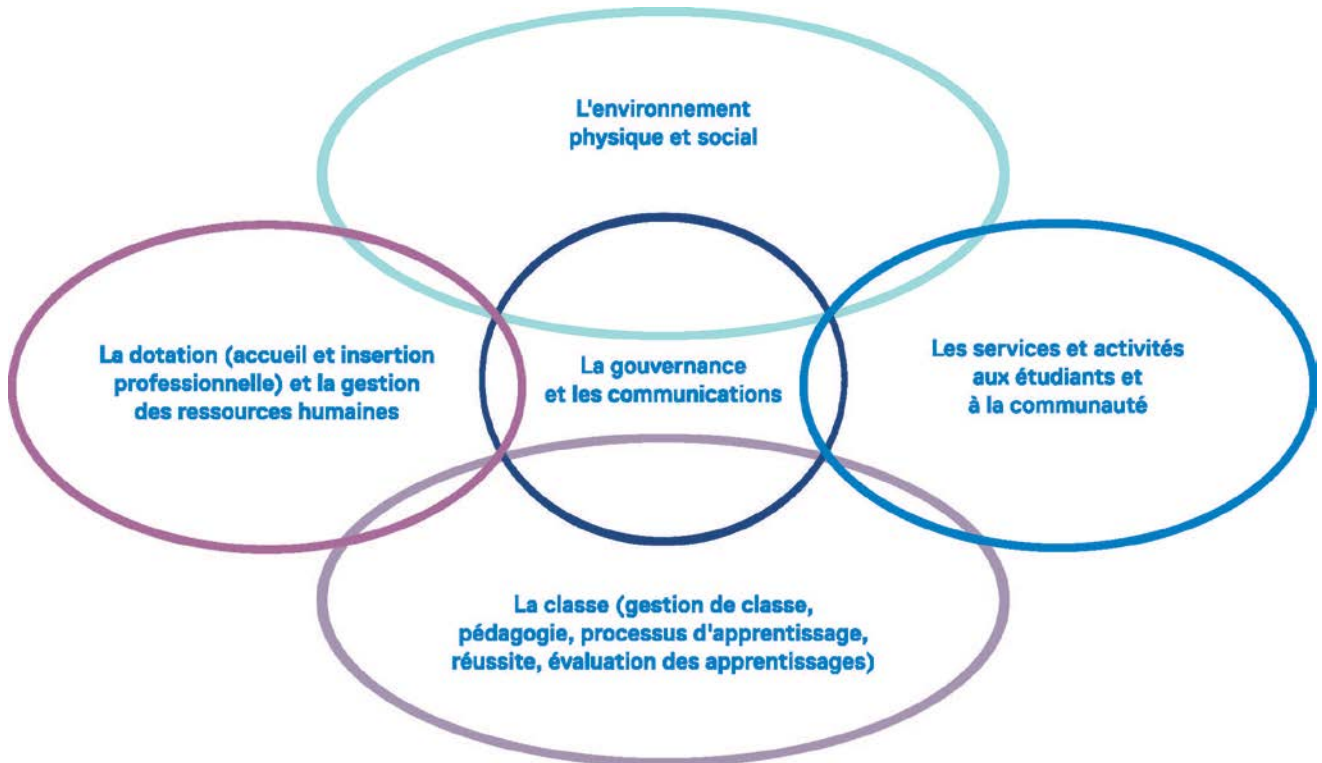 L'environnement
physique et social
La dotation (accueil et insertion
professionnelle) et la gestion
des ressources humaines
La gouvernance
et les communications
Les services et activités
aux étudiants et
à la communauté
La classe (gestion de classe,
pédagogie, processus d'apprentissage,
réussite, évaluation des apprentissages)